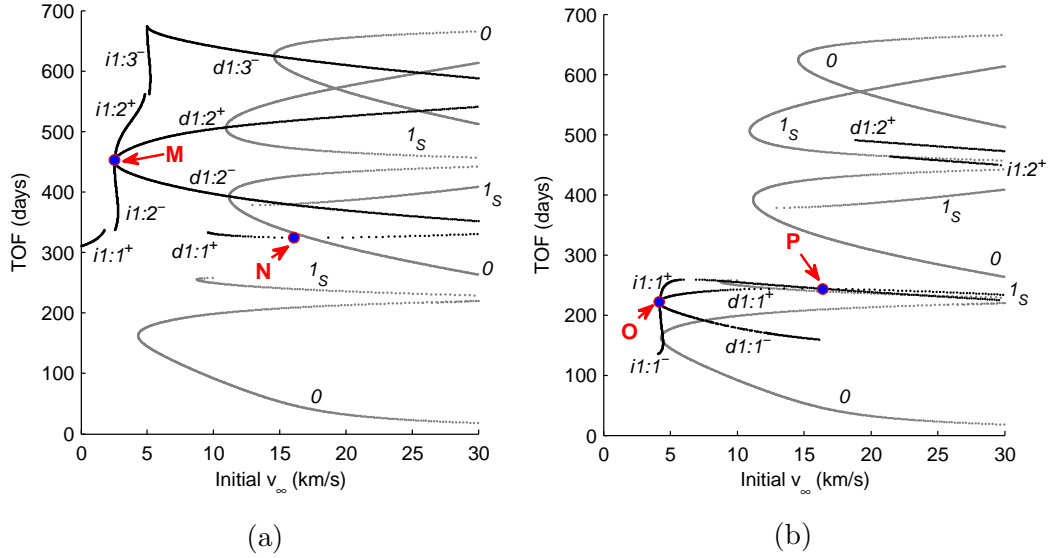 700
600
500
400
300
200
100
0
TOF (days)
0 5 10 15 20 25 30
Initial v∞ (km/s)
i1:3⁻
d1:3⁻
0
i1:2⁺
d1:2⁺
1S
M
d1:2⁻
i1:2⁻
1S
i1:1⁺
d1:1⁺
N
1S
0
0
(a)
700
600
500
400
300
200
100
0
TOF (days)
0 5 10 15 20 25 30
Initial v∞ (km/s)
0
1S
d1:2⁺
i1:2⁺
1S
P
0
i1:1⁺
d1:1⁺
1S
O
d1:1⁻
i1:1⁻
0
(b)